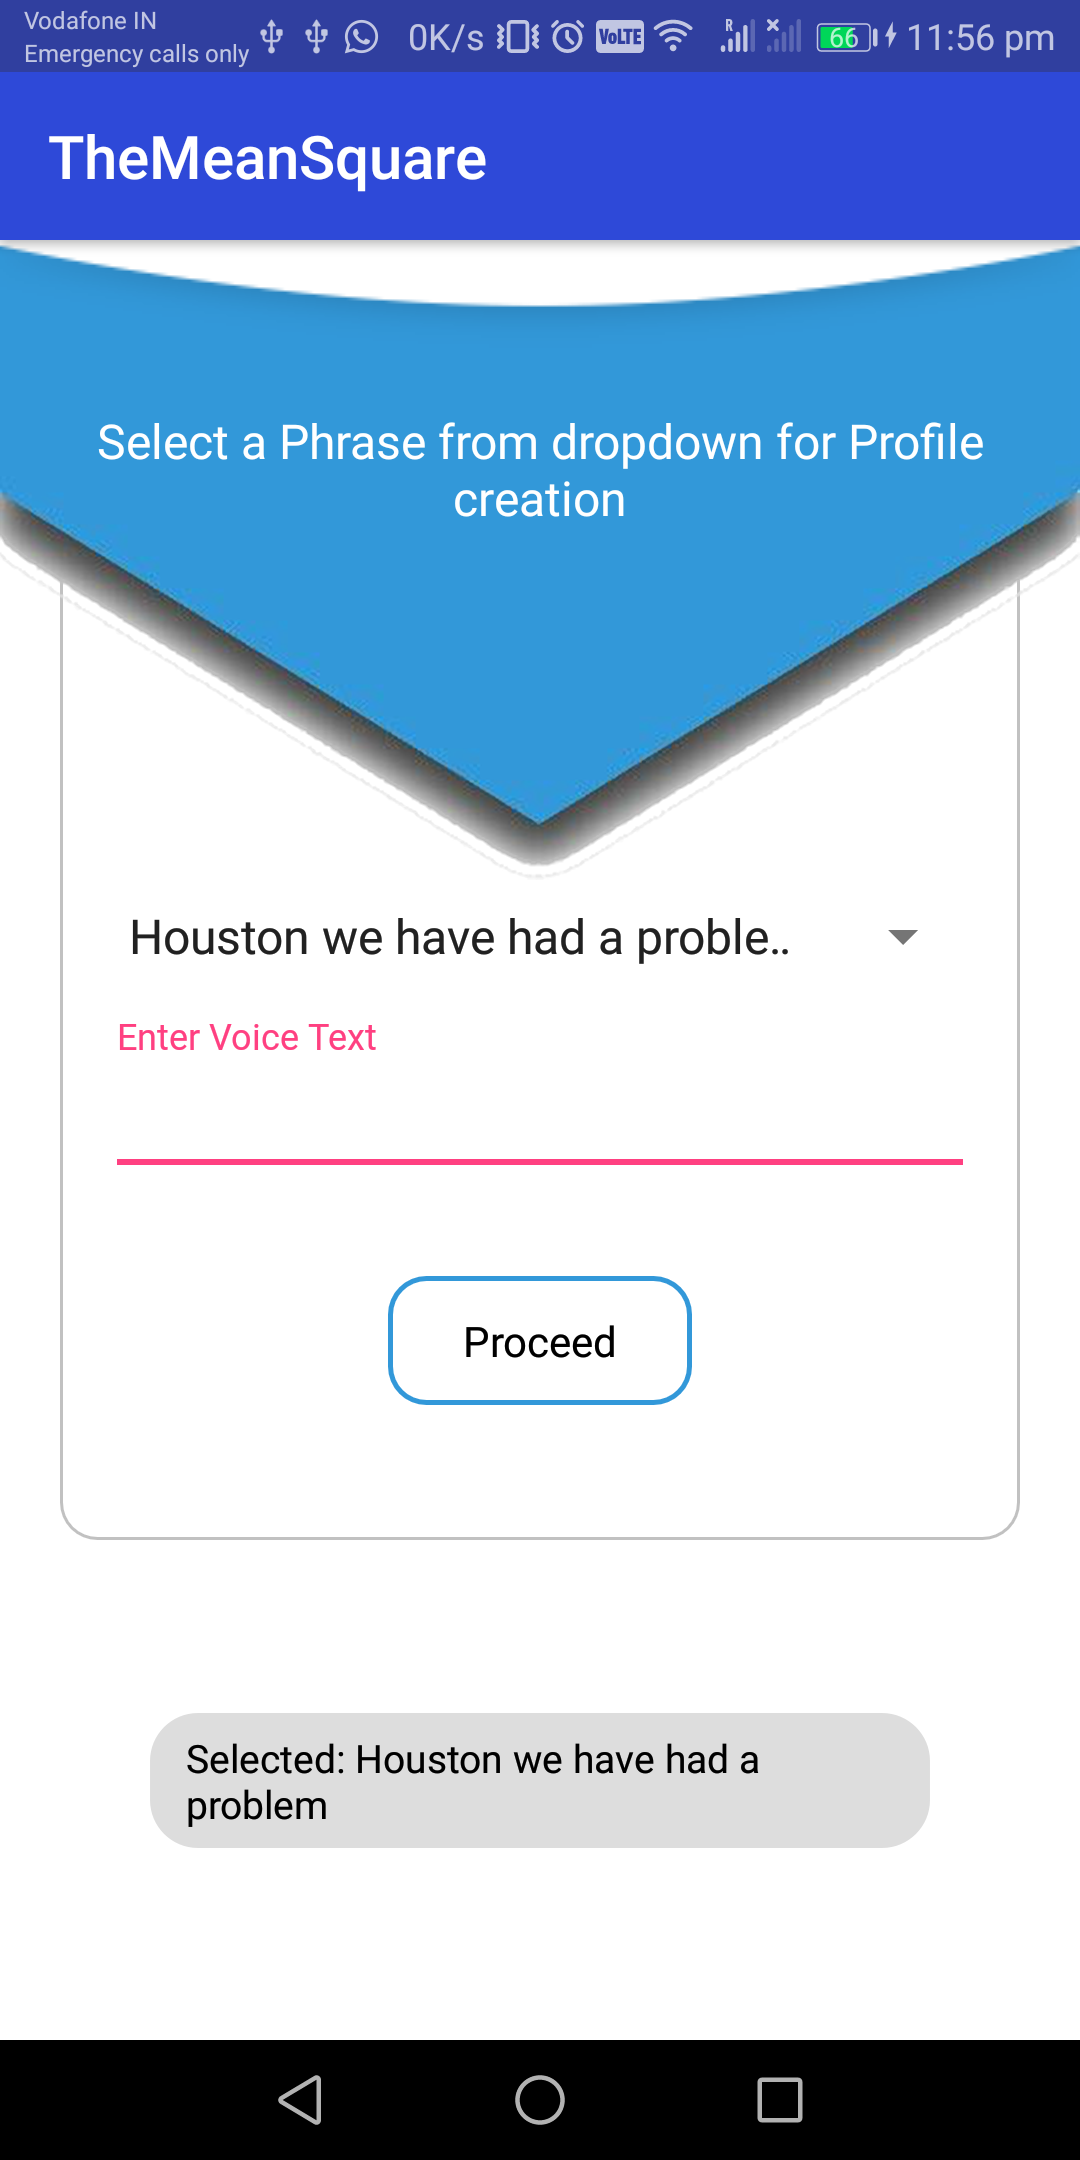 Vodafone IN
Emergency calls only
0K/s
VoLTE
R
66
11:56 pm
TheMeanSquare
Select a Phrase from dropdown for Profile
creation
Houston we have had a proble..
Enter Voice Text
Proceed
Selected: Houston we have had a
problem